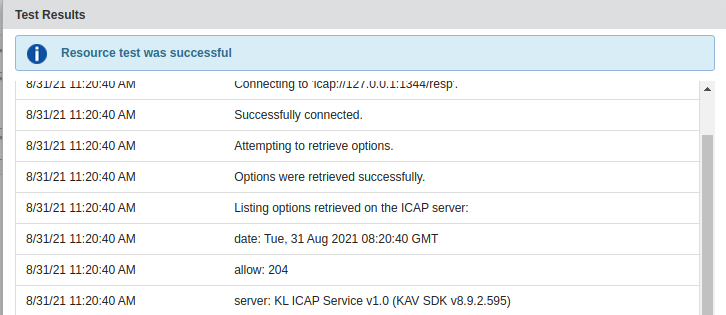 Test Results
Resource test was successful
8/31/21 11:20:40 AM Connecting to 'icap://127.0.0.1:1344/resp'.
8/31/21 11:20:40 AM Successfully connected.
8/31/21 11:20:40 AM Attempting to retrieve options.
8/31/21 11:20:40 AM Options were retrieved successfully.
8/31/21 11:20:40 AM Listing options retrieved on the ICAP server:
8/31/21 11:20:40 AM date: Tue, 31 Aug 2021 08:20:40 GMT
8/31/21 11:20:40 AM allow: 204
8/31/21 11:20:40 AM server: KL ICAP Service v1.0 (KAV SDK v8.9.2.595)